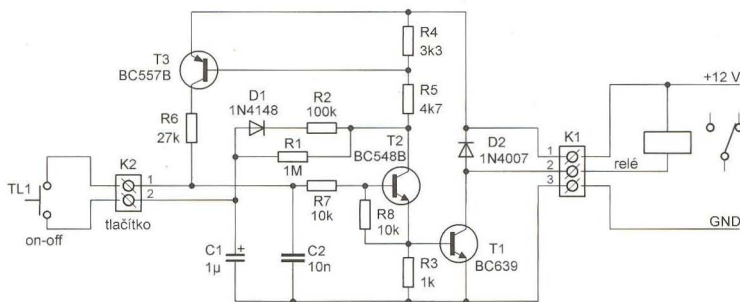 R4
3k3
T3
BC557B
R5
4k7
+12 V
D1
1N4148
R2
100k
R6
27k
R1
1M
T2
BC548B
D2
1N4007
K1
1
2
3
relé
K2
1
2
TL1
on-off
tlačítko
R7
10k
R8
10k
GND
C1
+
1µ
C2
10n
R3
1k
T1
BC639